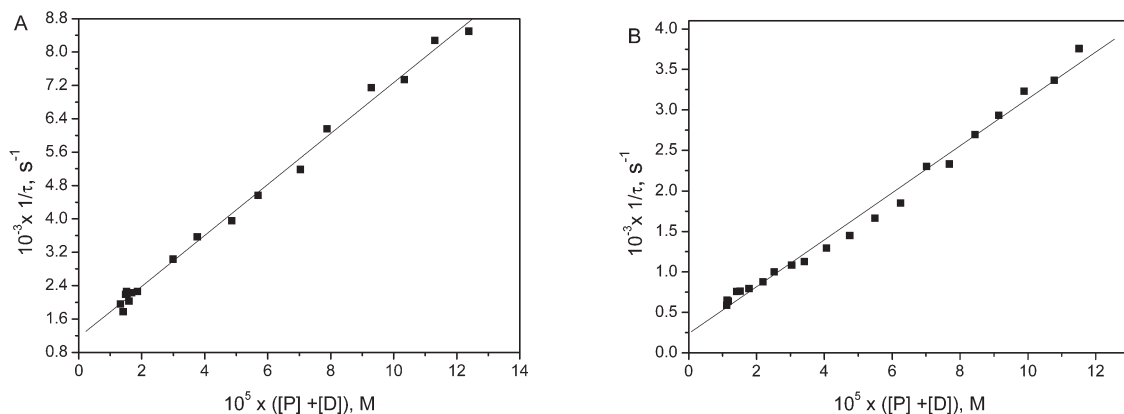 A
8.8
8.0
7.2
6.4
5.6
4.8
4.0
3.2
2.4
1.6
0.8
10⁻³x 1/τ, s⁻¹
0 2 4 6 8 10 12 14
10⁵ x ([P] +[D]), M
B
4.0
3.5
3.0
2.5
2.0
1.5
1.0
0.5
0.0
10⁻³x 1/τ, s⁻¹
0 2 4 6 8 10 12
10⁵ x ([P] +[D]), M